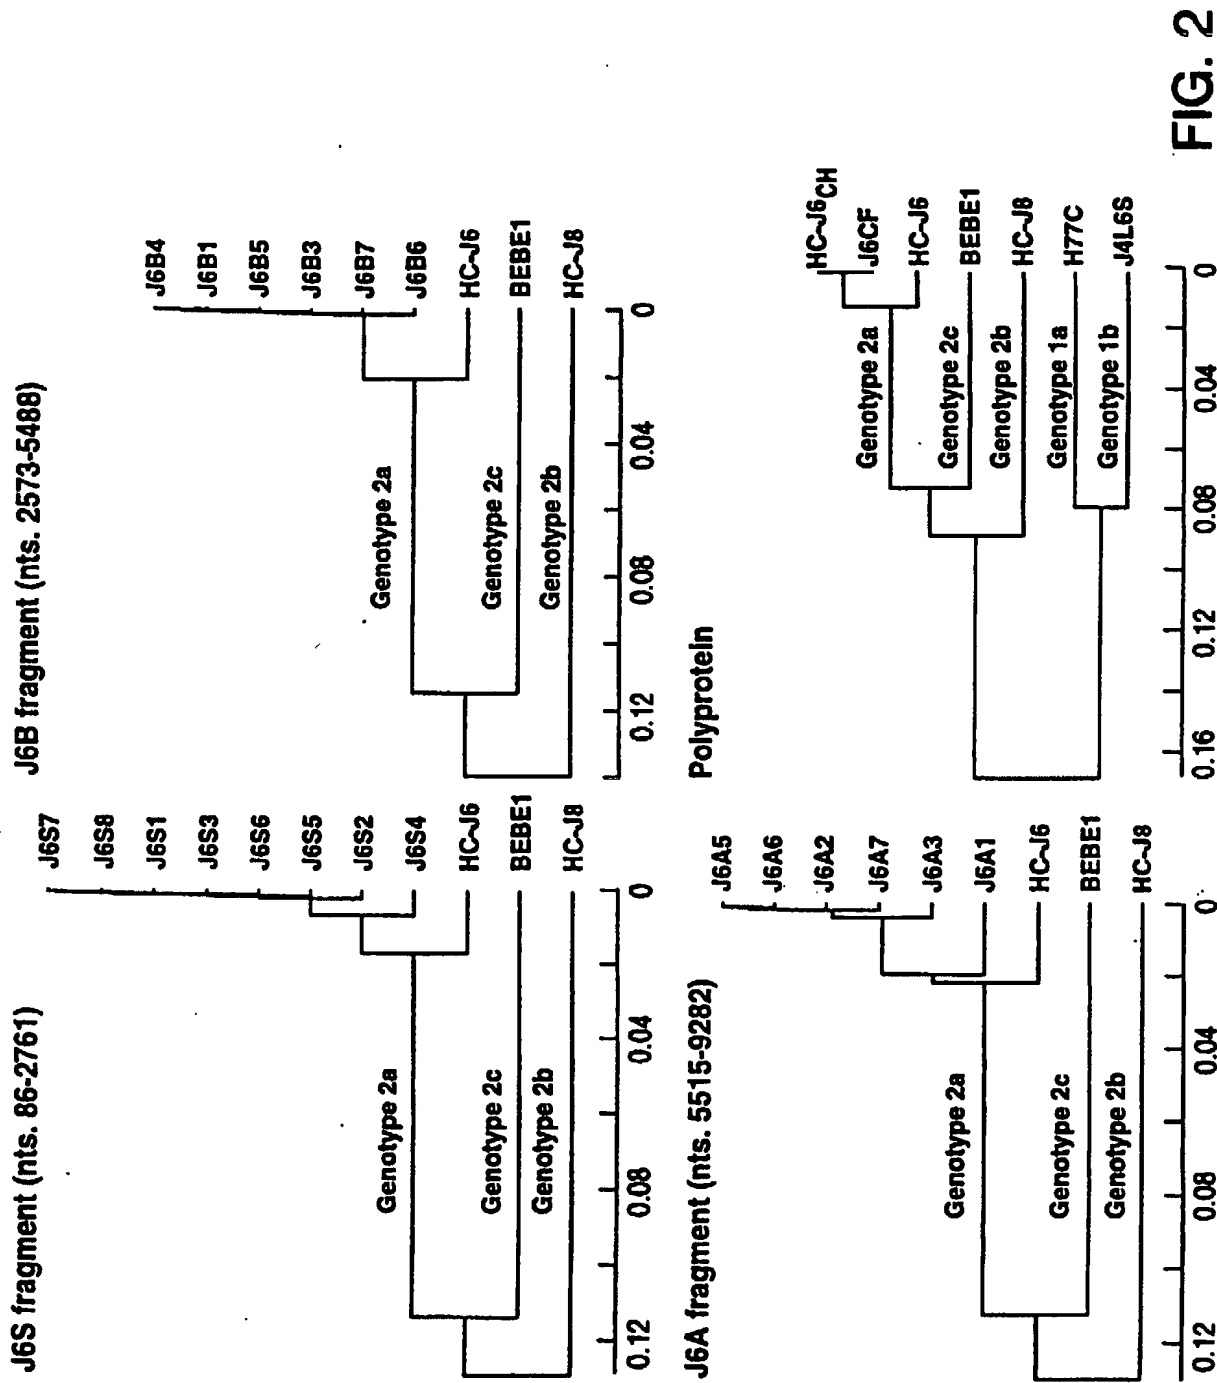 J6S fragment (nts. 86-2761)
J6S7
J6S8
J6S1
J6S3
J6S6
J6S5
J6S2
J6S4
HC-J6
BEBE1
HC-J8
Genotype 2a
Genotype 2c
Genotype 2b
0.12
0.08
0.04
0
J6B fragment (nts. 2573-5488)
J6B4
J6B1
J6B5
J6B3
J6B7
J6B6
HC-J6
BEBE1
HC-J8
Genotype 2a
Genotype 2c
Genotype 2b
0.12
0.08
0.04
0
J6A fragment (nts. 5515-9282)
J6A5
J6A6
J6A2
J6A7
J6A3
J6A1
HC-J6
BEBE1
HC-J8
Genotype 2a
Genotype 2c
Genotype 2b
0.12
0.08
0.04
0
Polyprotein
HC-J6CH
J6CF
HC-J6
BEBE1
HC-J8
H77C
J4L6S
Genotype 2a
Genotype 2c
Genotype 2b
Genotype 1a
Genotype 1b
0.16
0.12
0.08
0.04
0
FIG. 2